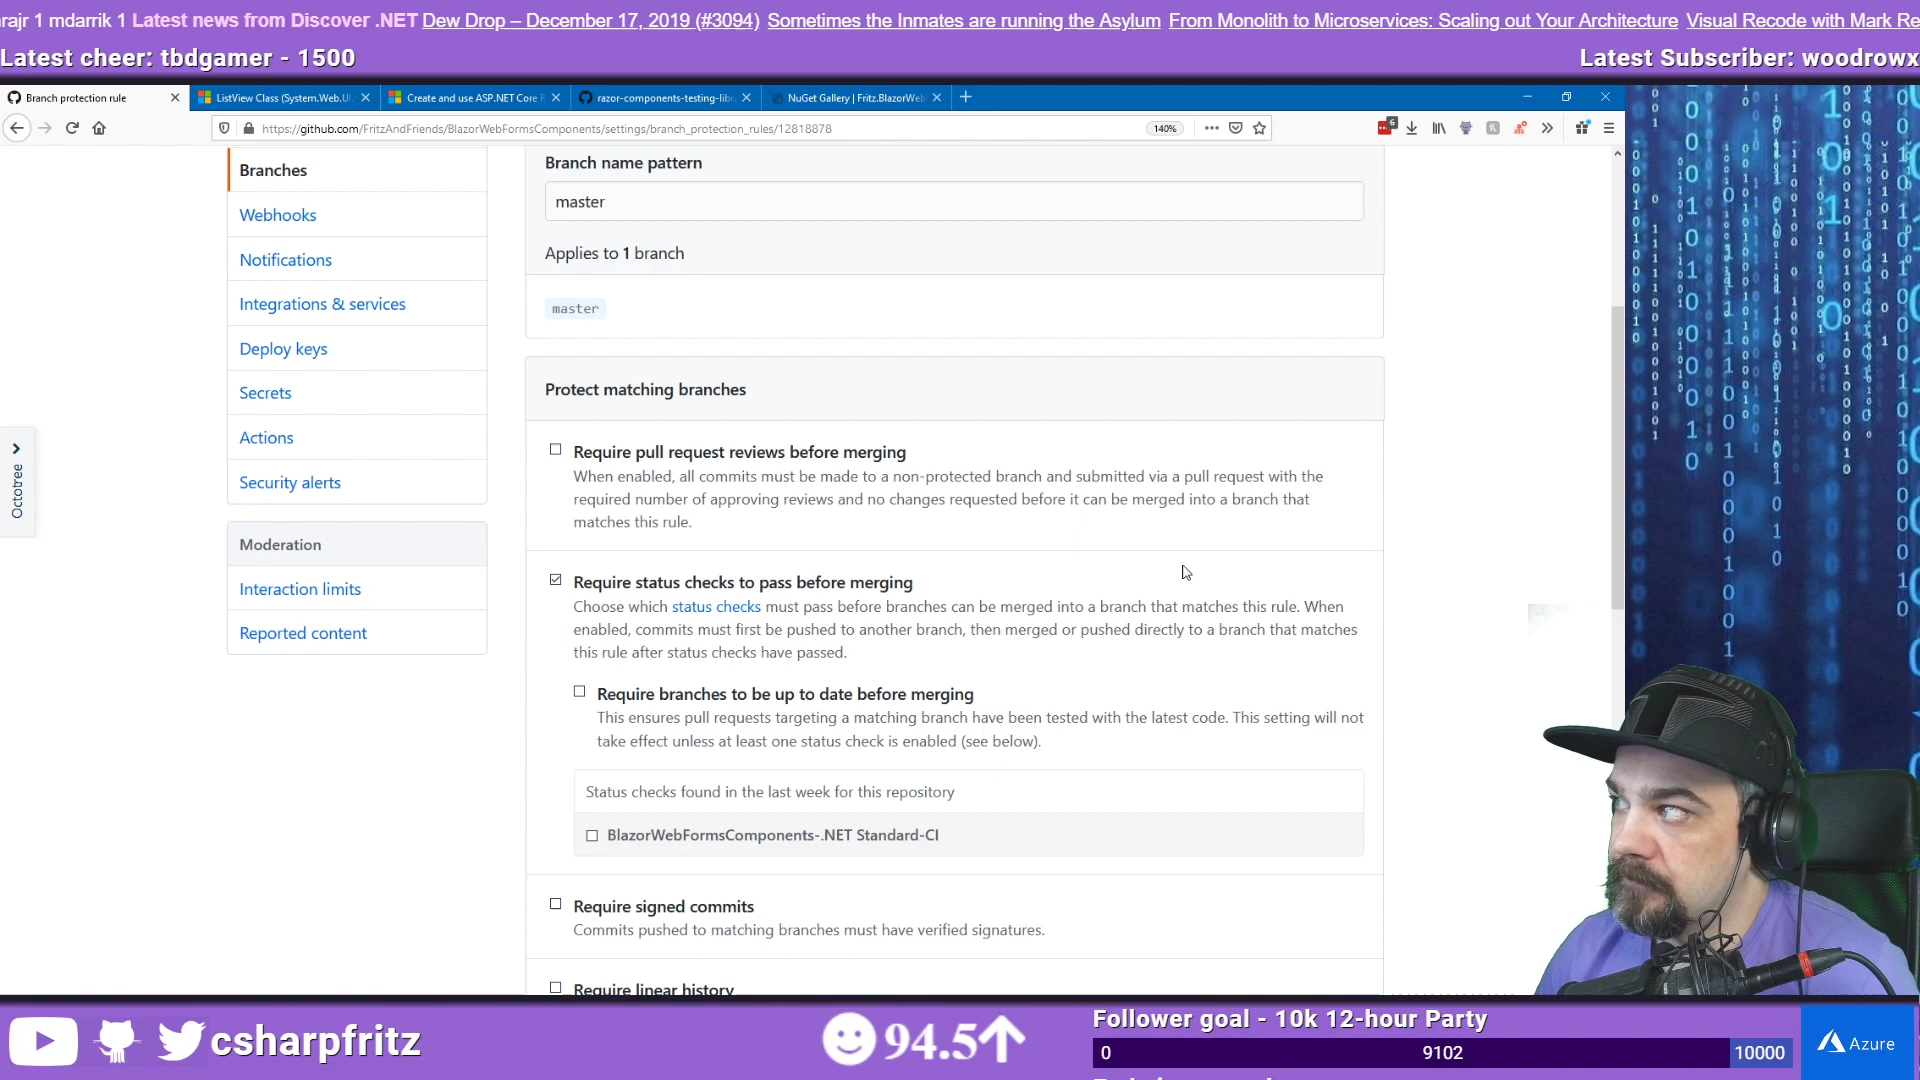 rajr 1 mdarrik 1 Latest news from Discover .NET Dew Drop – December 17, 2019 (#3094) Sometimes the Inmates are running the Asylum From Monolith to Microservices: Scaling out Your Architecture Visual Recode with Mark Re
Latest cheer: tbdgamer - 1500
Latest Subscriber: woodrowx
Branch protection rule
ListView Class (System.Web.UI.
Create and use ASP.NET Core R
razor-components-testing-libr
NuGet Gallery | Fritz.BlazorWeb
https://github.com/FritzAndFriends/BlazorWebFormsComponents/settings/branch_protection_rules/12818878
140%
6
Octotree
Branches
Webhooks
Notifications
Integrations & services
Deploy keys
Secrets
Actions
Security alerts
Moderation
Interaction limits
Reported content
Branch name pattern
master
Applies to 1 branch
master
Protect matching branches
Require pull request reviews before merging
When enabled, all commits must be made to a non-protected branch and submitted via a pull request with the
required number of approving reviews and no changes requested before it can be merged into a branch that
matches this rule.
Require status checks to pass before merging
Choose which status checks must pass before branches can be merged into a branch that matches this rule. When
enabled, commits must first be pushed to another branch, then merged or pushed directly to a branch that matches
this rule after status checks have passed.
Require branches to be up to date before merging
This ensures pull requests targeting a matching branch have been tested with the latest code. This setting will not
take effect unless at least one status check is enabled (see below).
Status checks found in the last week for this repository
BlazorWebFormsComponents-.NET Standard-CI
Require signed commits
Commits pushed to matching branches must have verified signatures.
Require linear history
csharpfritz
94.5
Follower goal - 10k 12-hour Party
0
9102
10000
Azure